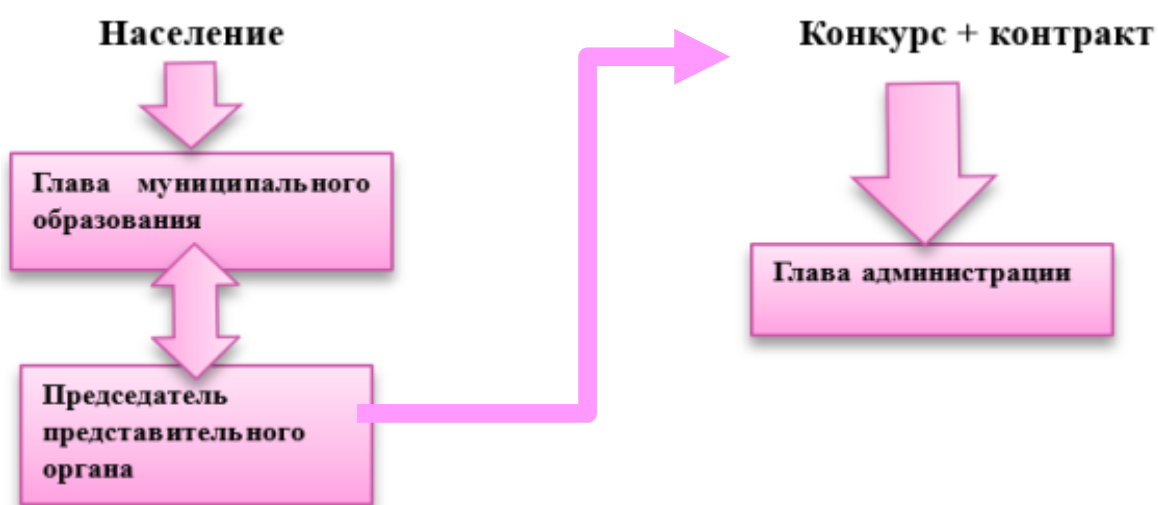 Население
Глава муниципального
образования
Председатель
представительного
органа
Конкурс + контракт
Глава администрации